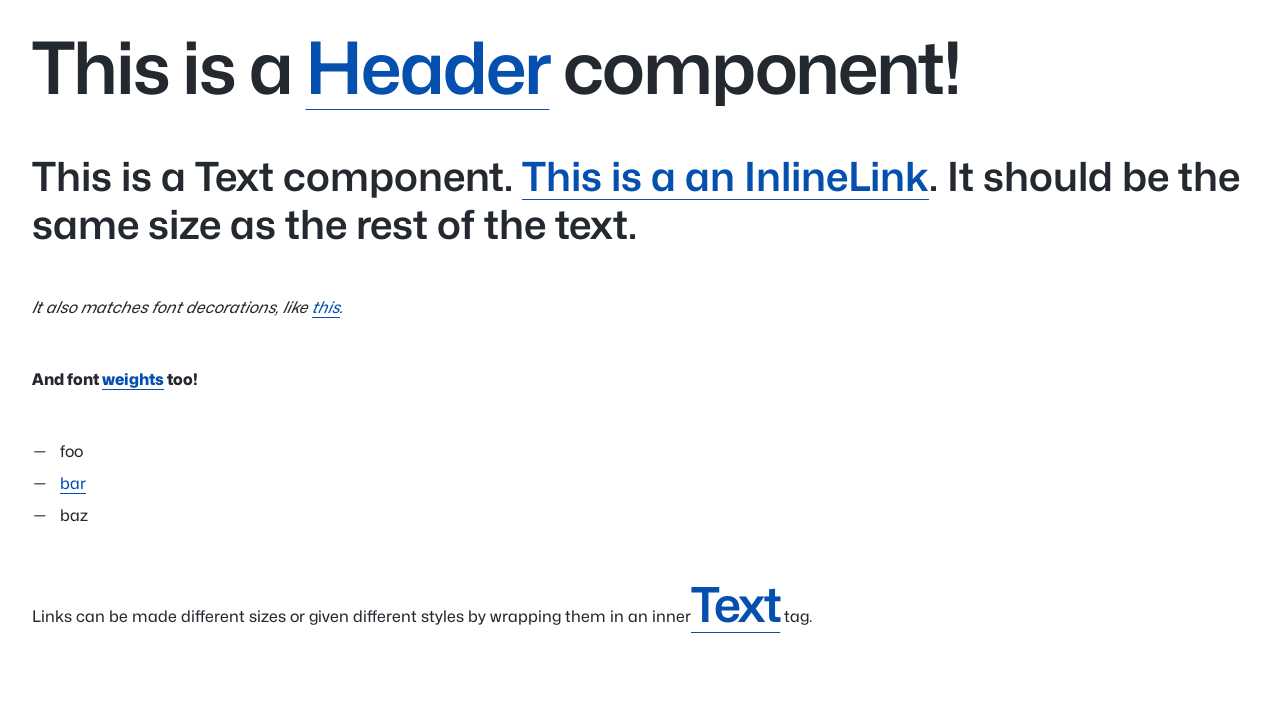 This is a Header component!
This is a Text component. This is a an InlineLink. It should be the
same size as the rest of the text.
It also matches font decorations, like this.
And font weights too!
— foo
— bar
— baz
Links can be made different sizes or given different styles by wrapping them in an inner Text tag.